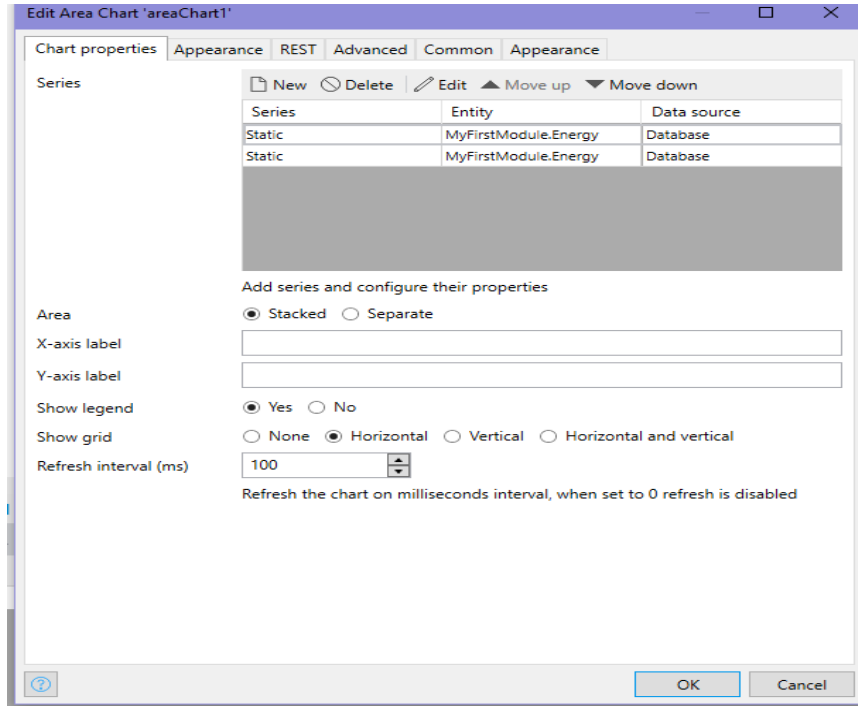 Edit Area Chart 'areaChart1'
Chart properties Appearance REST Advanced Common Appearance
Series New Delete Edit Move up Move down
Series Entity Data source
Static MyFirstModule.Energy Database
Static MyFirstModule.Energy Database
Add series and configure their properties
Area Stacked Separate
X-axis label
Y-axis label
Show legend Yes No
Show grid None Horizontal Vertical Horizontal and vertical
Refresh interval (ms) 100
Refresh the chart on milliseconds interval, when set to 0 refresh is disabled
? OK Cancel